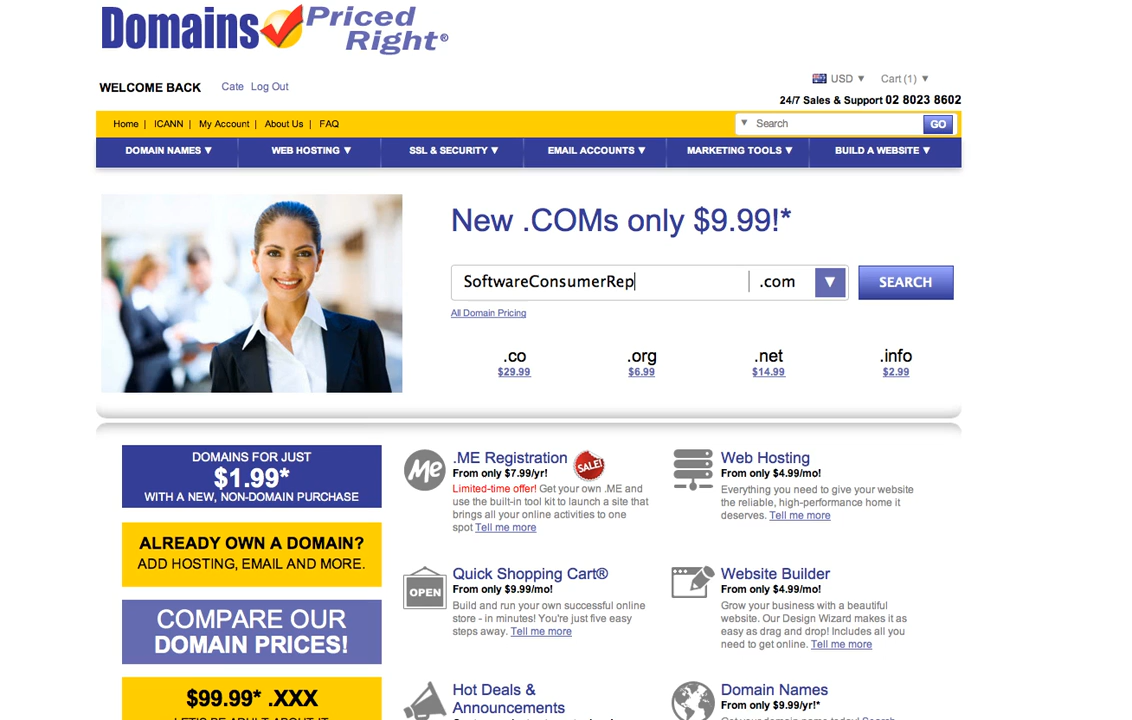 Domains Priced Right®
WELCOME BACK Cate Log Out
USD ▼ Cart (1) ▼
24/7 Sales & Support 02 8023 8602
Home | ICANN | My Account | About Us | FAQ
▼ Search GO
DOMAIN NAMES ▼ WEB HOSTING ▼ SSL & SECURITY ▼ EMAIL ACCOUNTS ▼ MARKETING TOOLS ▼ BUILD A WEBSITE ▼
New .COMs only $9.99!*
SoftwareConsumerRep .com ▼ SEARCH
All Domain Pricing
.co .org .net .info
$29.99 $6.99 $14.99 $2.99
DOMAINS FOR JUST
$1.99*
WITH A NEW, NON-DOMAIN PURCHASE
ALREADY OWN A DOMAIN?
ADD HOSTING, EMAIL AND MORE.
COMPARE OUR
DOMAIN PRICES!
$99.99* .XXX
LET'S BE ADULT ABOUT IT
Me
.ME Registration SALE!
From only $7.99/yr!
Limited-time offer! Get your own .ME and
use the built-in tool kit to launch a site that
brings all your online activities to one
spot Tell me more
Web Hosting
From only $4.99/mo!
Everything you need to give your website
the reliable, high-performance home it
deserves. Tell me more
OPEN
Quick Shopping Cart®
From only $9.99/mo!
Build and run your own successful online
store - in minutes! You're just five easy
steps away. Tell me more
Website Builder
From only $4.99/mo!
Grow your business with a beautiful
website. Our Design Wizard makes it as
easy as drag and drop! Includes all you
need to get online. Tell me more
Hot Deals &
Announcements
Domain Names
From only $9.99/yr!*